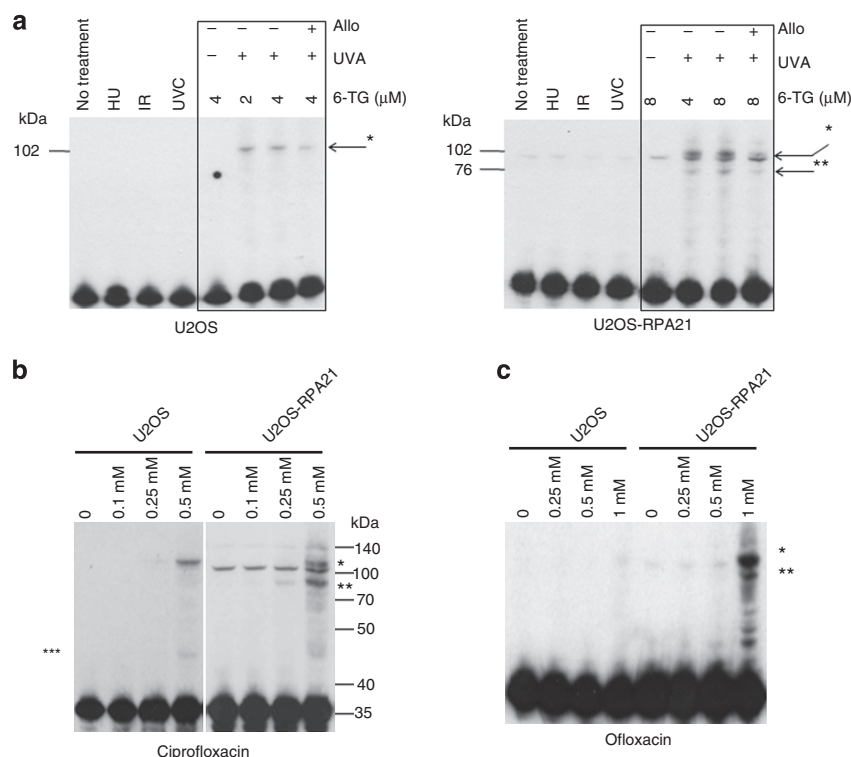 a
No treatment
HU
IR
UVC
– – – + Allo
– + + + UVA
4 2 4 4 6-TG (μM)
kDa
102
*
U2OS
No treatment
HU
IR
UVC
– – – + Allo
– + + + UVA
8 4 8 8 6-TG (μM)
kDa
102
76
*
**
U2OS-RPA21
b
U2OS
U2OS-RPA21
0
0.1 mM
0.25 mM
0.5 mM
0
0.1 mM
0.25 mM
0.5 mM
kDa
140
*
100
**
70
50
***
40
35
Ciprofloxacin
c
U2OS
U2OS-RPA21
0
0.25 mM
0.5 mM
1 mM
0
0.25 mM
0.5 mM
1 mM
*
**
Ofloxacin